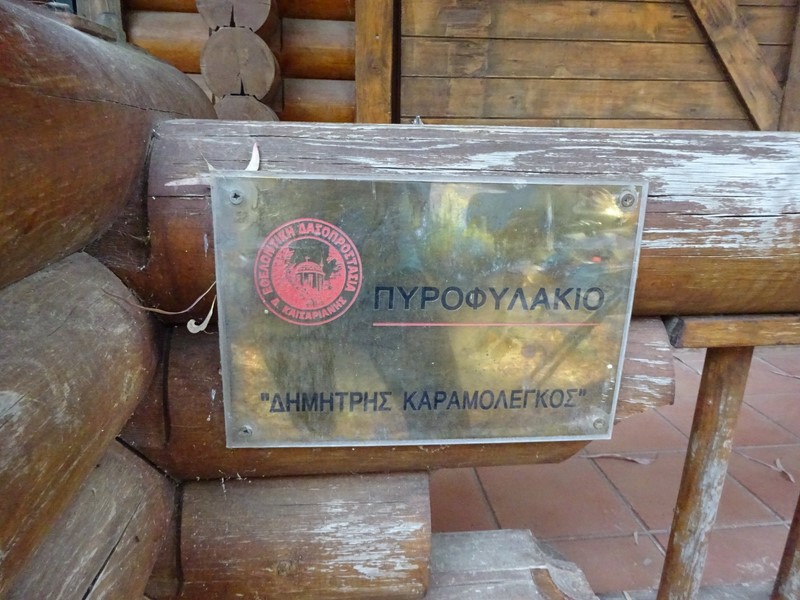 ΕΘΕΛΟΝΤΙΚΗ ΔΑΣΟΠΡΟΣΤΑΣΙΑ
Δ. ΚΑΙΣΑΡΙΑΝΗΣ
ΠΥΡΟΦΥΛΑΚΙΟ
"ΔΗΜΗΤΡΗΣ ΚΑΡΑΜΟΛΕΓΚΟΣ"